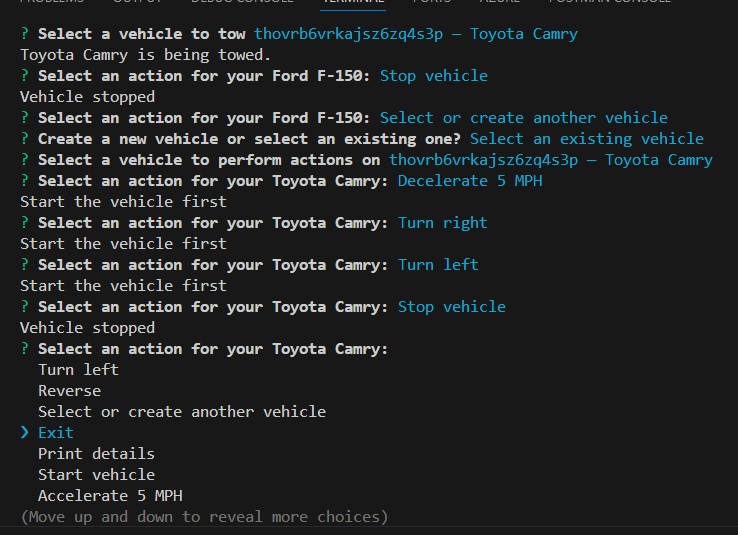 PROBLEMS OUTPUT DEBUG CONSOLE TERMINAL PORTS AZURE POSTMAN CONSOLE
? Select a vehicle to tow thovrb6vrkajsz6zq4s3p – Toyota Camry
Toyota Camry is being towed.
? Select an action for your Ford F-150: Stop vehicle
Vehicle stopped
? Select an action for your Ford F-150: Select or create another vehicle
? Create a new vehicle or select an existing one? Select an existing vehicle
? Select a vehicle to perform actions on thovrb6vrkajsz6zq4s3p – Toyota Camry
? Select an action for your Toyota Camry: Decelerate 5 MPH
Start the vehicle first
? Select an action for your Toyota Camry: Turn right
Start the vehicle first
? Select an action for your Toyota Camry: Turn left
Start the vehicle first
? Select an action for your Toyota Camry: Stop vehicle
Vehicle stopped
? Select an action for your Toyota Camry:
Turn left
Reverse
Select or create another vehicle
❯ Exit
Print details
Start vehicle
Accelerate 5 MPH
(Move up and down to reveal more choices)